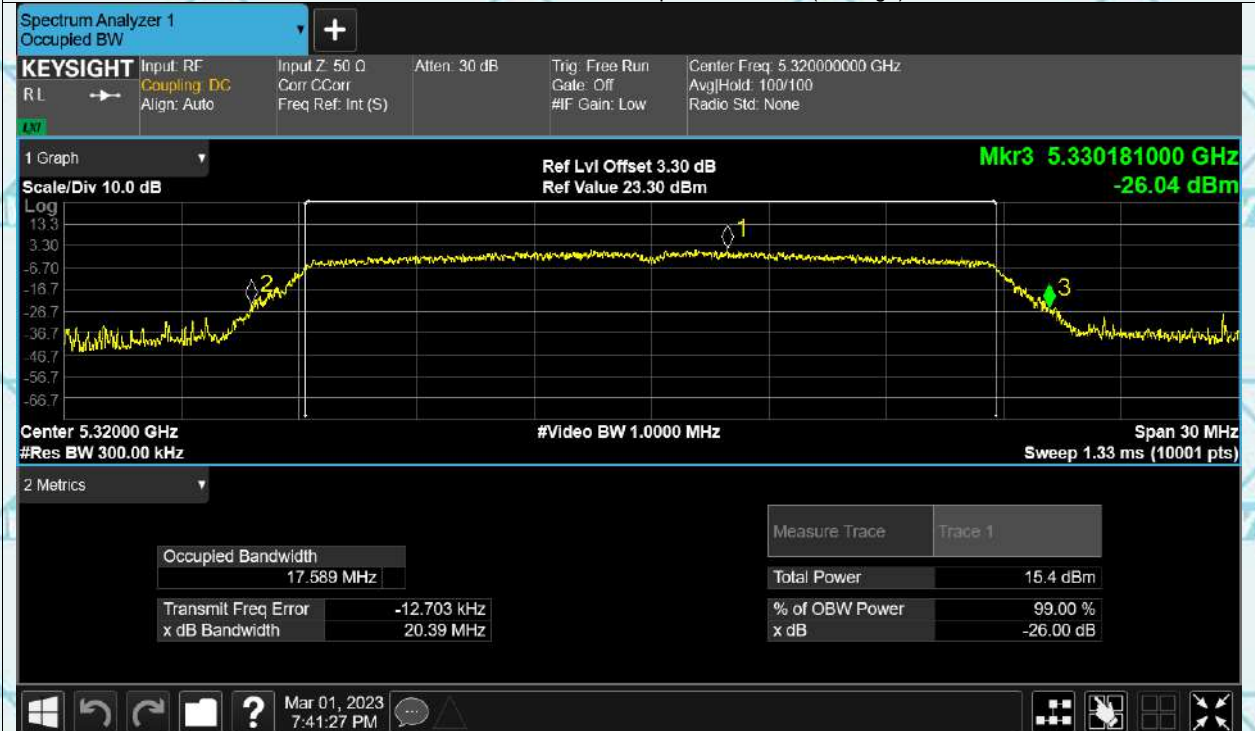 Spectrum Analyzer 1
Occupied BW
+
KEYSIGHT
R L
LXI
Input: RF
Coupling: DC
Align: Auto
Input Z: 50 Ω
Corr CCorr
Freq Ref: Int (S)
Atten: 30 dB
Trig: Free Run
Gate: Off
#IF Gain: Low
Center Freq: 5.320000000 GHz
Avg|Hold: 100/100
Radio Std: None
1 Graph
Scale/Div 10.0 dB
Ref Lvl Offset 3.30 dB
Ref Value 23.30 dBm
Mkr3 5.330181000 GHz
-26.04 dBm
Log
13.3
3.30
-6.70
-16.7
-26.7
-36.7
-46.7
-56.7
-66.7
1
2
3
Center 5.32000 GHz
#Res BW 300.00 kHz
#Video BW 1.0000 MHz
Span 30 MHz
Sweep 1.33 ms (10001 pts)
2 Metrics
Measure Trace Trace 1
Occupied Bandwidth
17.589 MHz
Total Power 15.4 dBm
Transmit Freq Error -12.703 kHz
% of OBW Power 99.00 %
x dB Bandwidth 20.39 MHz
x dB -26.00 dB
?
Mar 01, 2023
7:41:27 PM